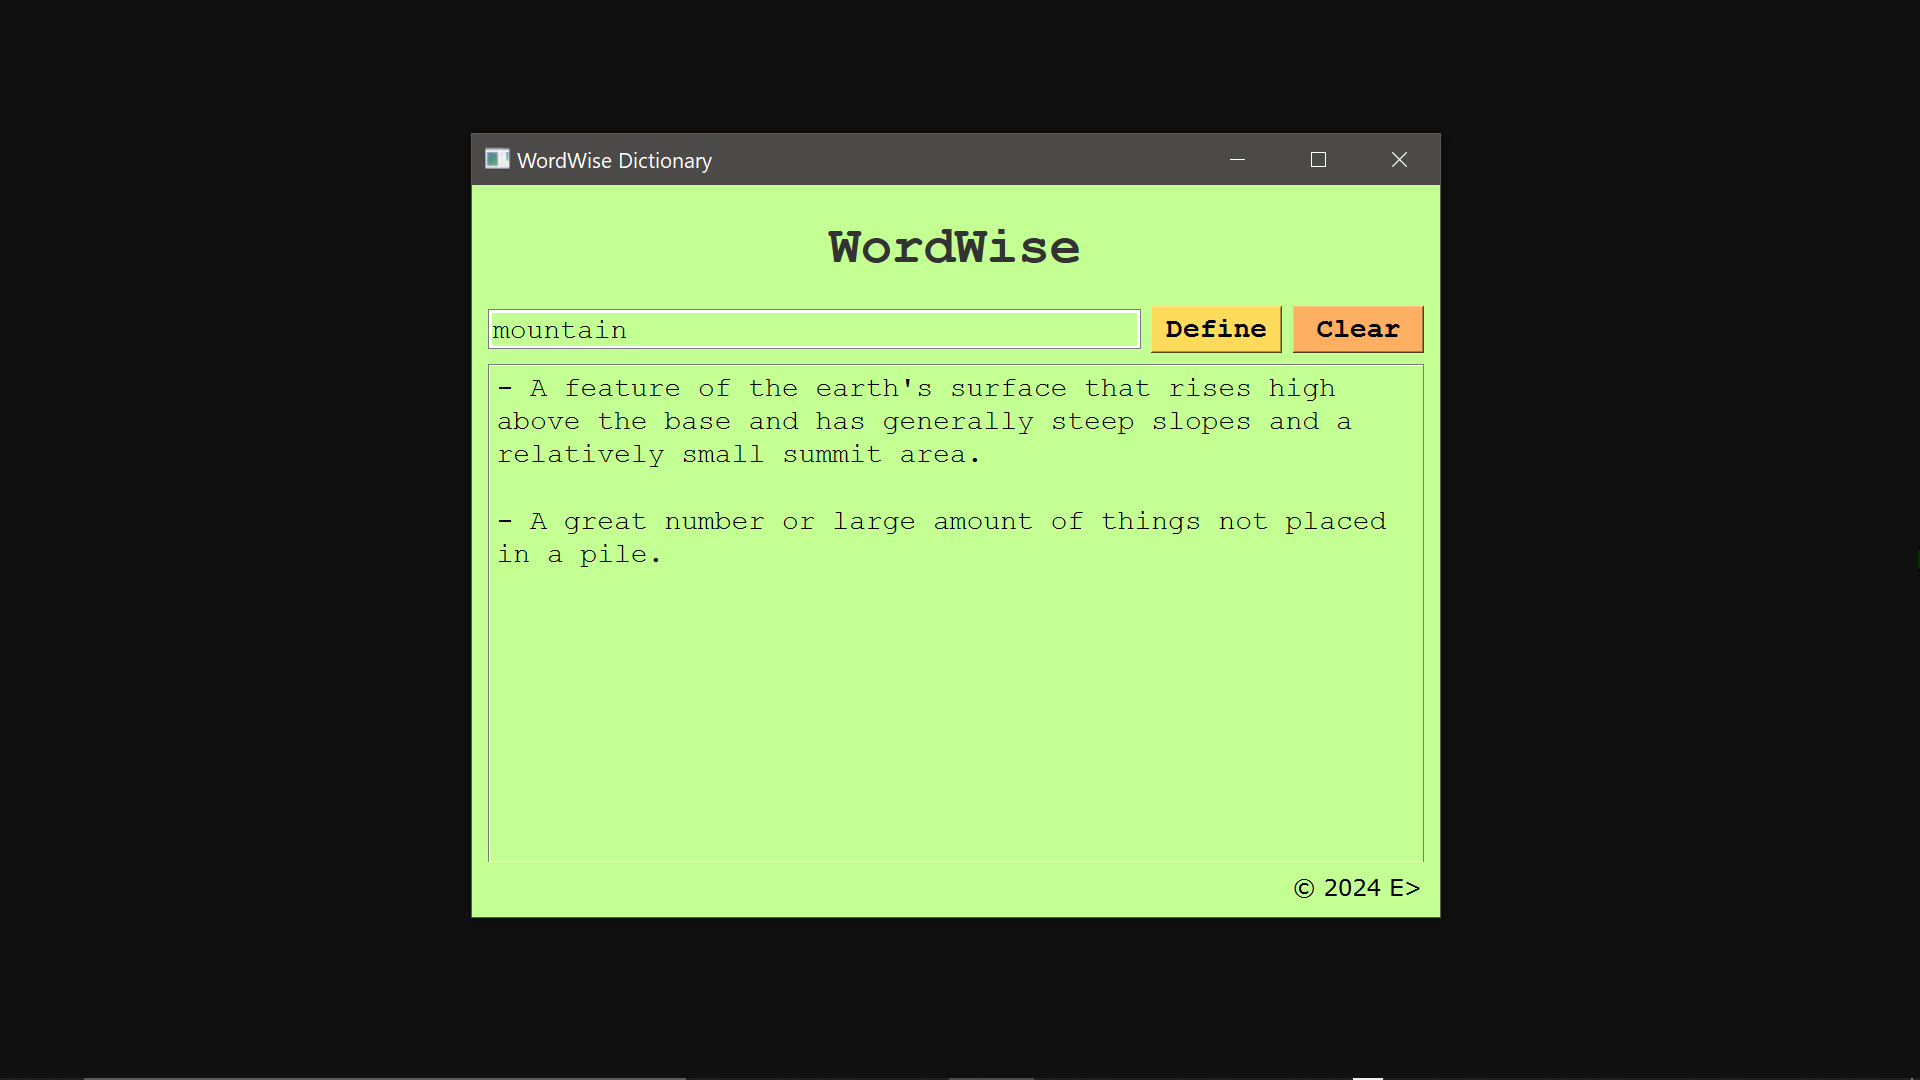 WordWise Dictionary
WordWise
mountain
Define
Clear
- A feature of the earth's surface that rises high
above the base and has generally steep slopes and a
relatively small summit area.
- A great number or large amount of things not placed
in a pile.
© 2024 E>